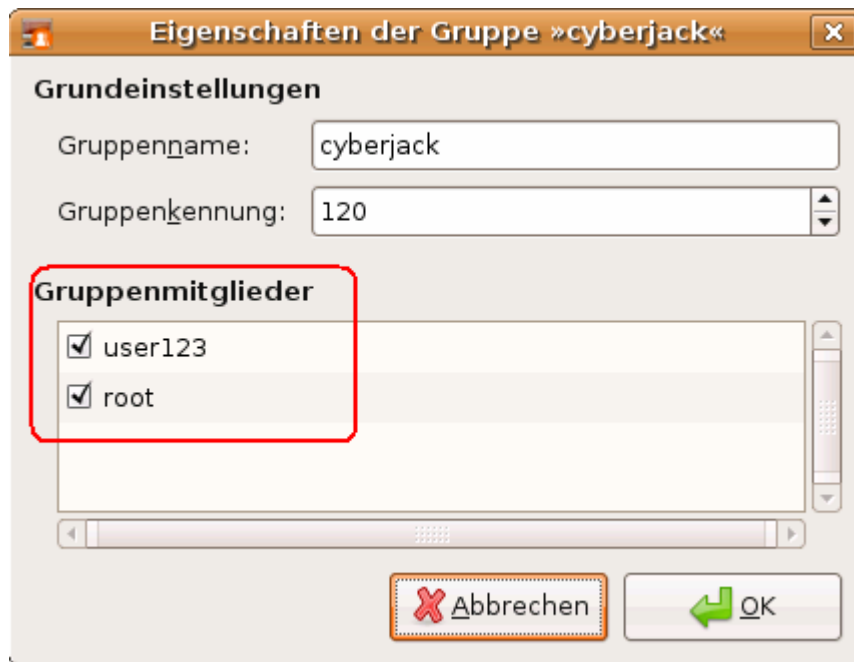 Eigenschaften der Gruppe »cyberjack«
Grundeinstellungen
Gruppenname: cyberjack
Gruppenkennung: 120
Gruppenmitglieder
user123
root
Abbrechen OK